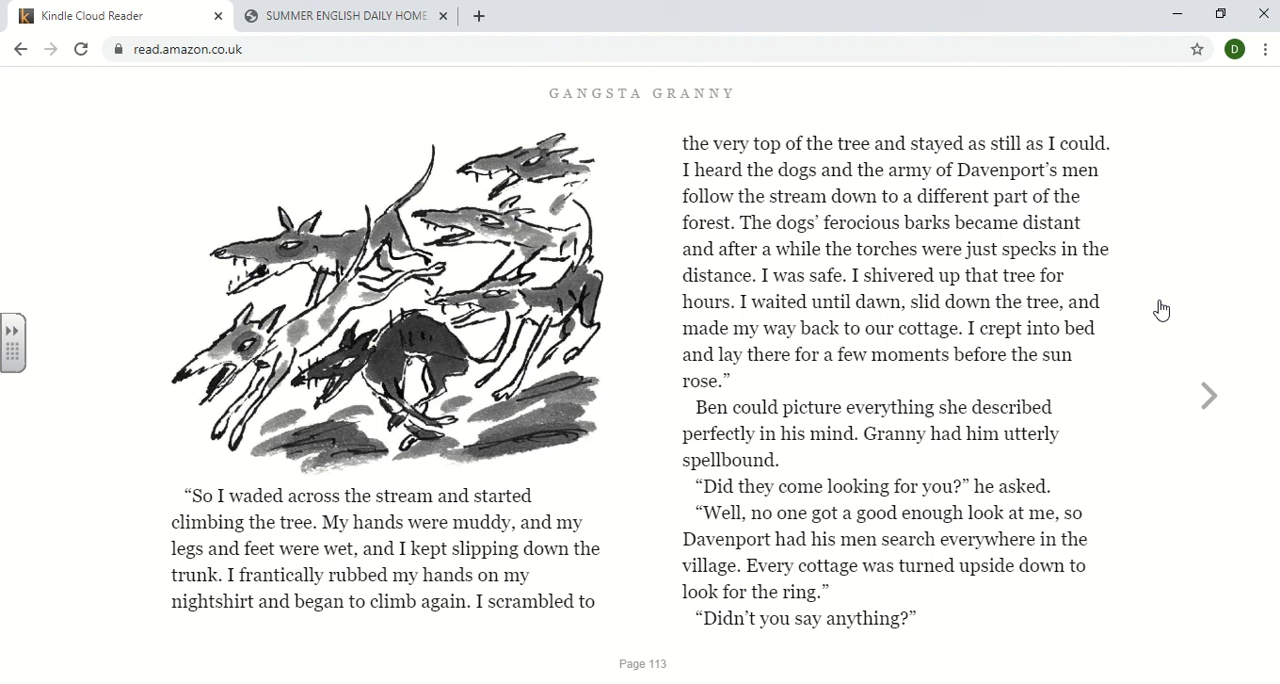 Kindle Cloud Reader
SUMMER ENGLISH DAILY HOME
read.amazon.co.uk
D
GANGSTA GRANNY
“So I waded across the stream and started
climbing the tree. My hands were muddy, and my
legs and feet were wet, and I kept slipping down the
trunk. I frantically rubbed my hands on my
nightshirt and began to climb again. I scrambled to
the very top of the tree and stayed as still as I could.
I heard the dogs and the army of Davenport’s men
follow the stream down to a different part of the
forest. The dogs’ ferocious barks became distant
and after a while the torches were just specks in the
distance. I was safe. I shivered up that tree for
hours. I waited until dawn, slid down the tree, and
made my way back to our cottage. I crept into bed
and lay there for a few moments before the sun
rose.”
Ben could picture everything she described
perfectly in his mind. Granny had him utterly
spellbound.
“Did they come looking for you?” he asked.
“Well, no one got a good enough look at me, so
Davenport had his men search everywhere in the
village. Every cottage was turned upside down to
look for the ring.”
“Didn’t you say anything?”
Page 113